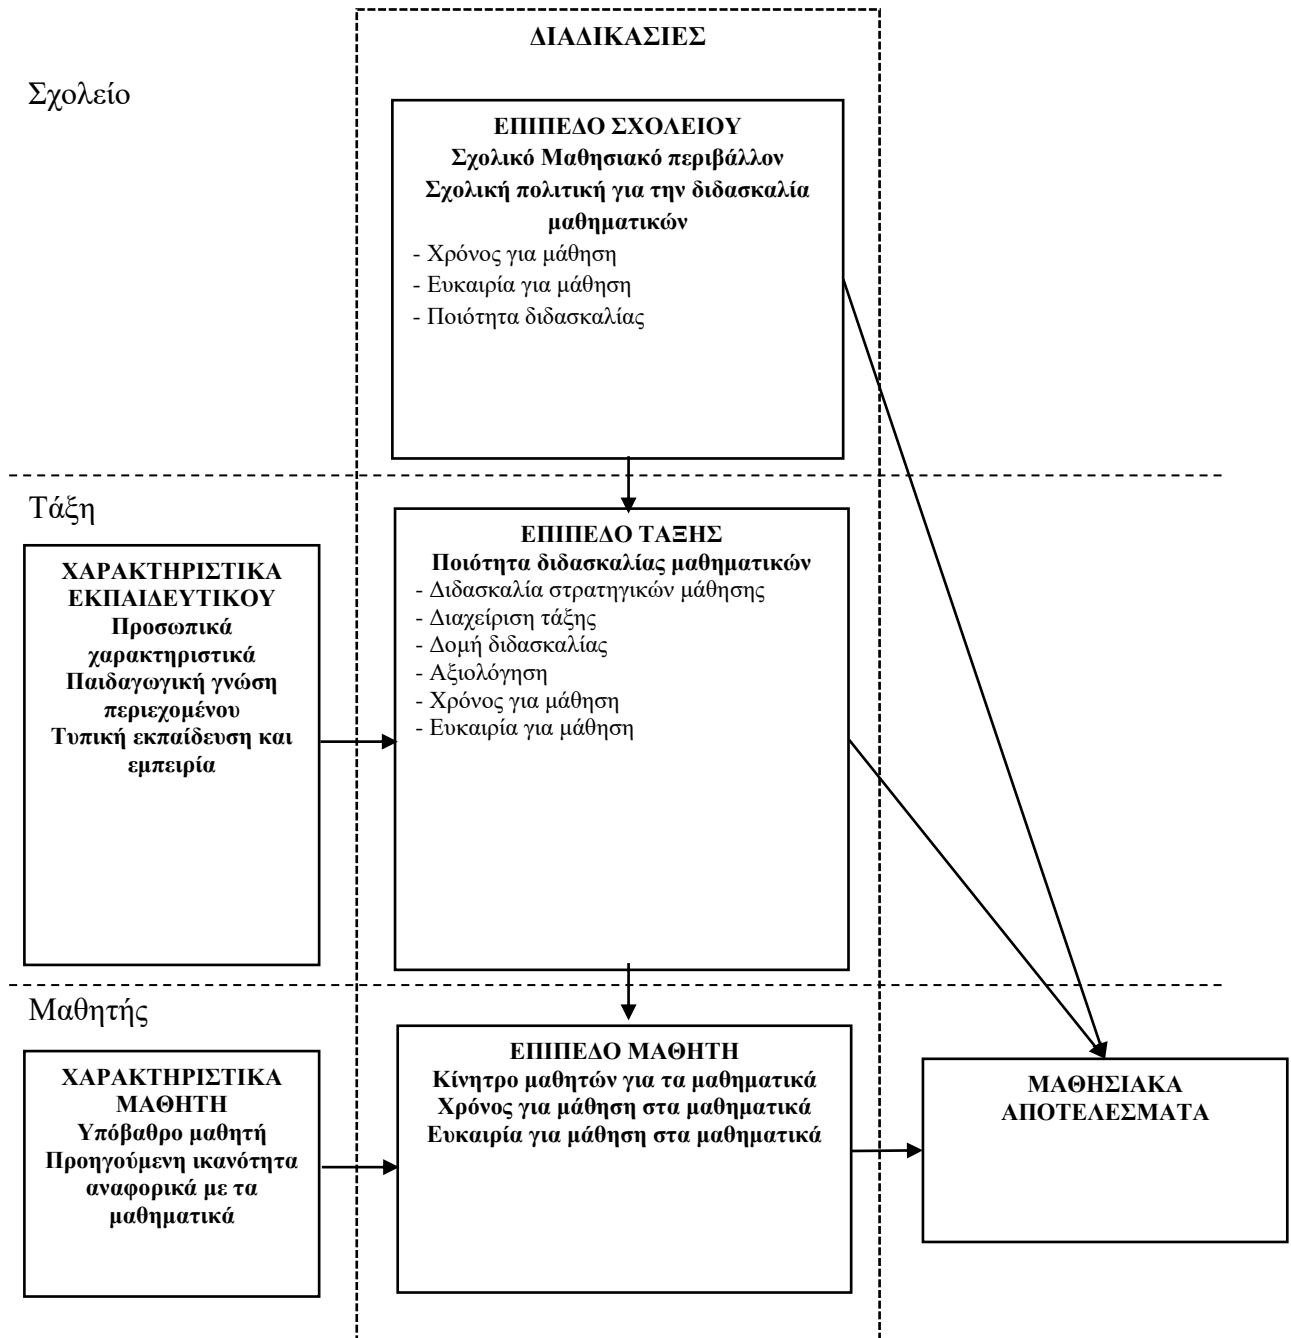 ΔΙΑΔΙΚΑΣΙΕΣ
Σχολείο
ΕΠΙΠΕΔΟ ΣΧΟΛΕΙΟΥ
Σχολικό Μαθησιακό περιβάλλον
Σχολική πολιτική για την διδασκαλία
μαθηματικών
- Χρόνος για μάθηση
- Ευκαιρία για μάθηση
- Ποιότητα διδασκαλίας
Τάξη
ΧΑΡΑΚΤΗΡΙΣΤΙΚΑ
ΕΚΠΑΙΔΕΥΤΙΚΟΥ
Προσωπικά
χαρακτηριστικά
Παιδαγωγική γνώση
περιεχομένου
Τυπική εκπαίδευση και
εμπειρία
ΕΠΙΠΕΔΟ ΤΑΞΗΣ
Ποιότητα διδασκαλίας μαθηματικών
- Διδασκαλία στρατηγικών μάθησης
- Διαχείριση τάξης
- Δομή διδασκαλίας
- Αξιολόγηση
- Χρόνος για μάθηση
- Ευκαιρία για μάθηση
Μαθητής
ΧΑΡΑΚΤΗΡΙΣΤΙΚΑ
ΜΑΘΗΤΗ
Υπόβαθρο μαθητή
Προηγούμενη ικανότητα
αναφορικά με τα
μαθηματικά
ΕΠΙΠΕΔΟ ΜΑΘΗΤΗ
Κίνητρο μαθητών για τα μαθηματικά
Χρόνος για μάθηση στα μαθηματικά
Ευκαιρία για μάθηση στα μαθηματικά
ΜΑΘΗΣΙΑΚΑ
ΑΠΟΤΕΛΕΣΜΑΤΑ